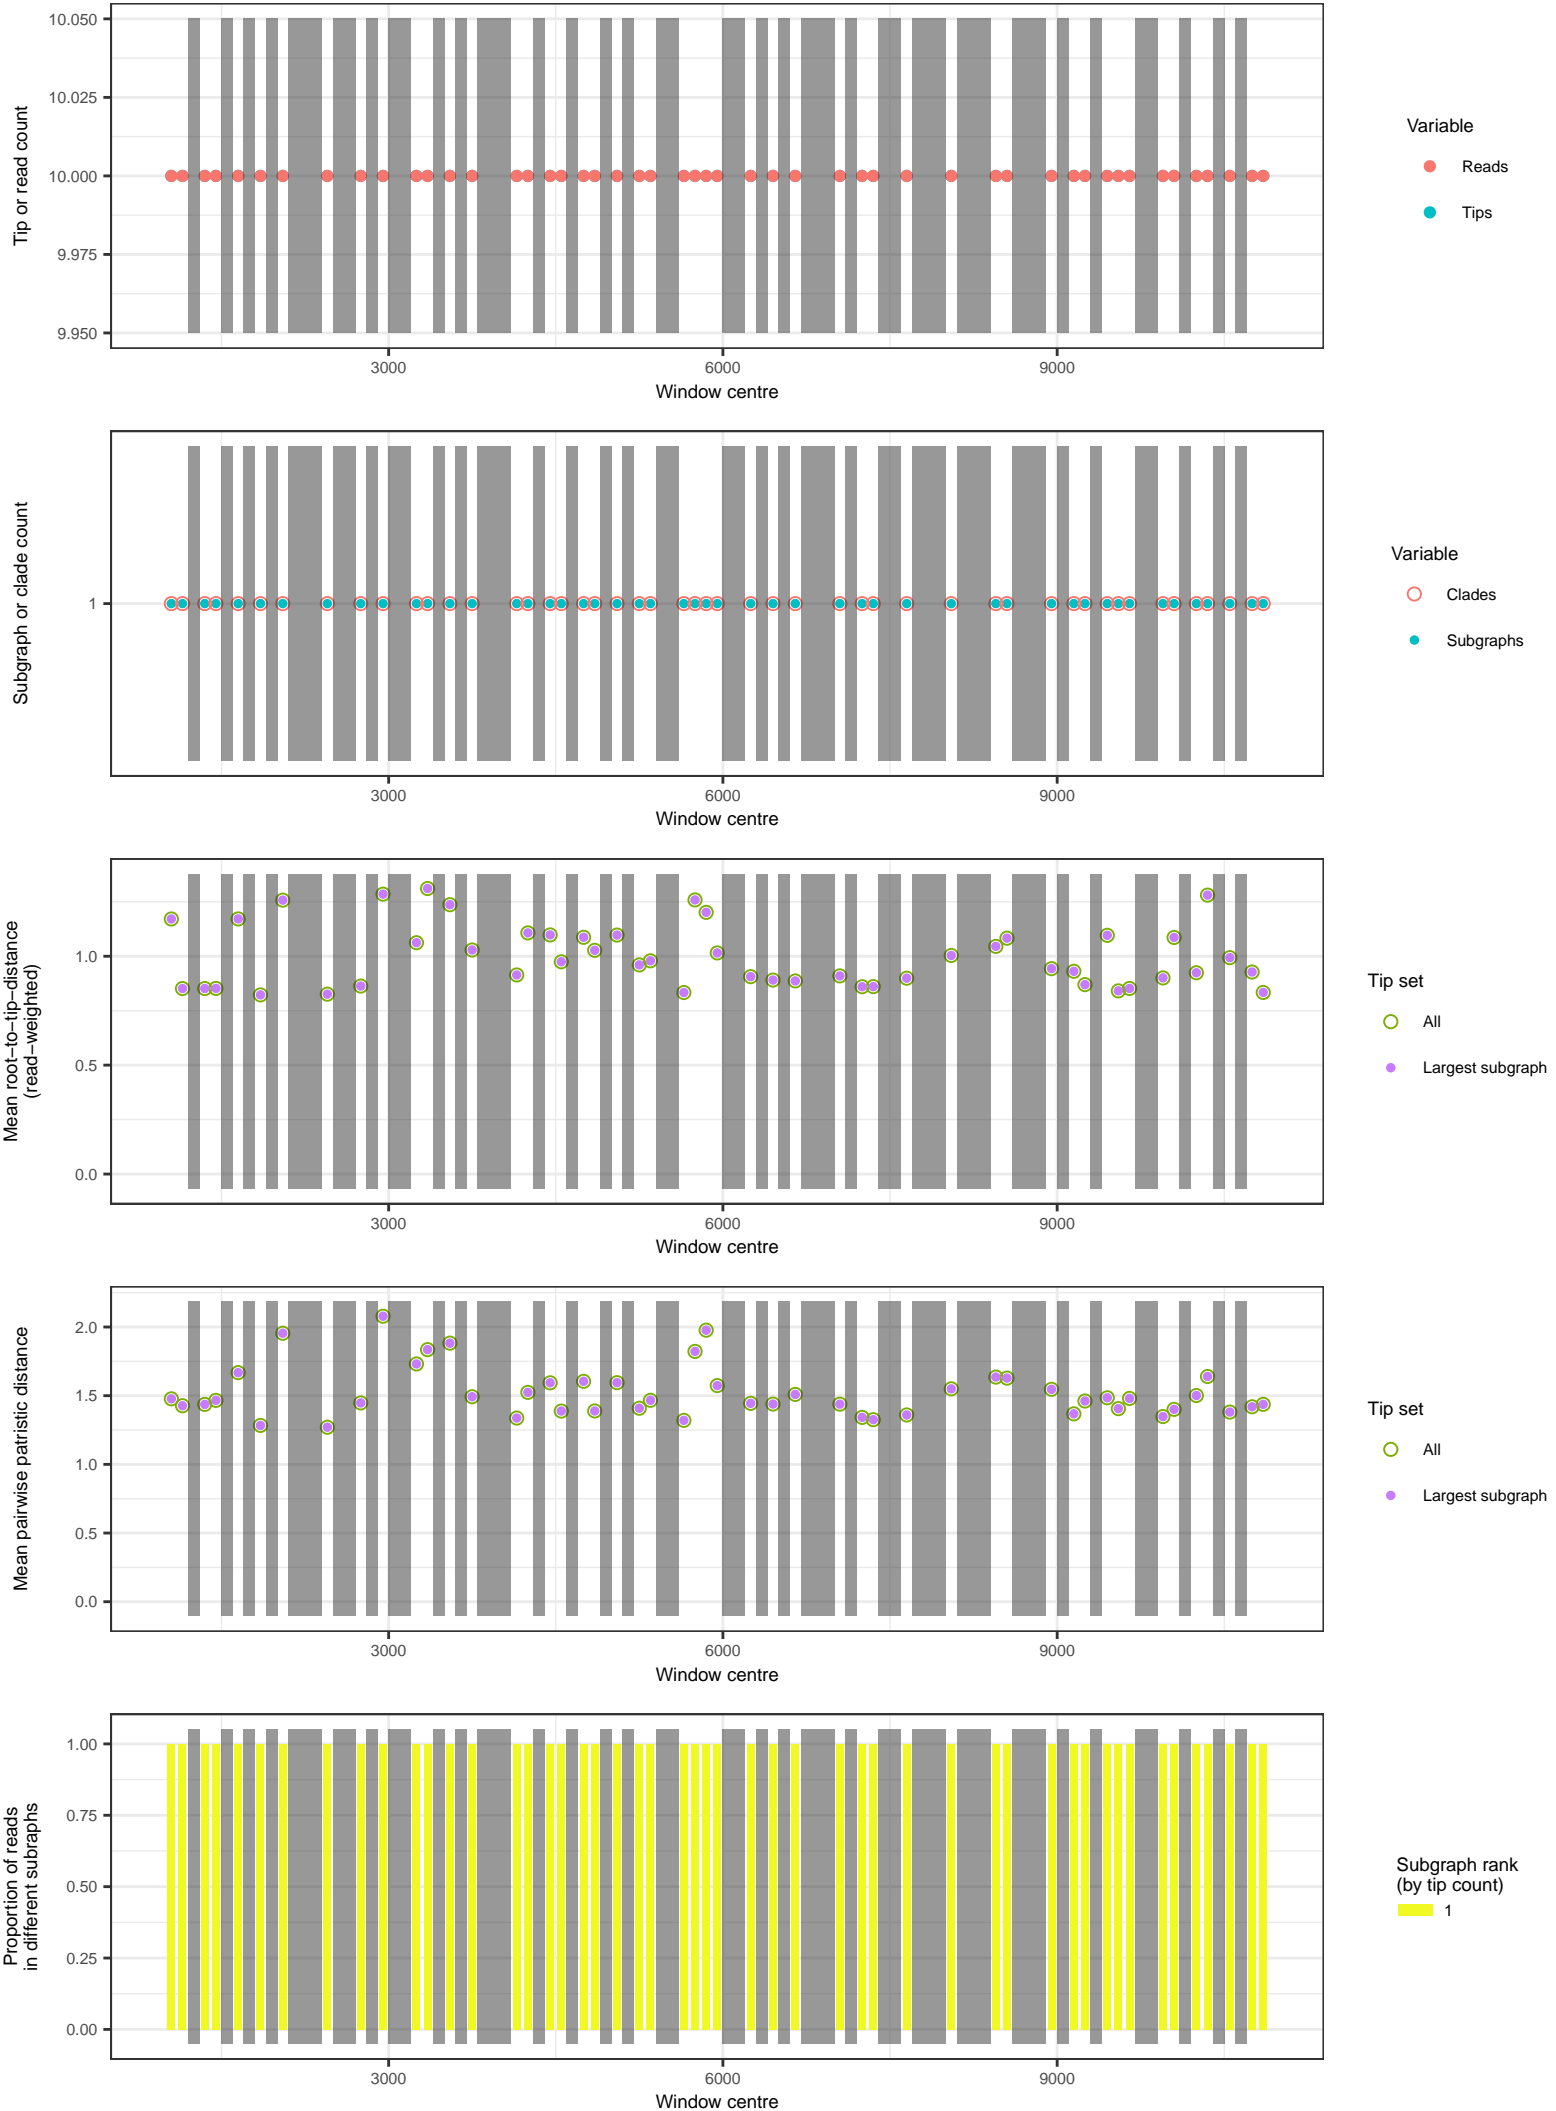 10.050
10.025
10.000
9.975
9.950
Tip or read count
3000
6000
9000
Window centre
Variable
Reads
Tips
1
Subgraph or clade count
3000
6000
9000
Window centre
Variable
Clades
Subgraphs
1.0
0.5
0.0
Mean root−to−tip−distance
(read−weighted)
3000
6000
9000
Window centre
Tip set
All
Largest subgraph
2.0
1.5
1.0
0.5
0.0
Mean pairwise patristic distance
3000
6000
9000
Window centre
Tip set
All
Largest subgraph
1.00
0.75
0.50
0.25
0.00
Proportion of reads
in different subraphs
3000
6000
9000
Window centre
Subgraph rank
(by tip count)
1